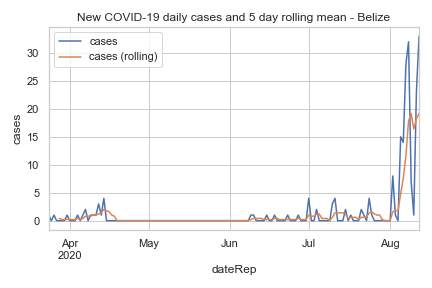 New COVID-19 daily cases and 5 day rolling mean - Belize
cases
cases (rolling)
30
25
20
15
10
5
0
cases
Apr
2020
May
Jun
Jul
Aug
dateRep